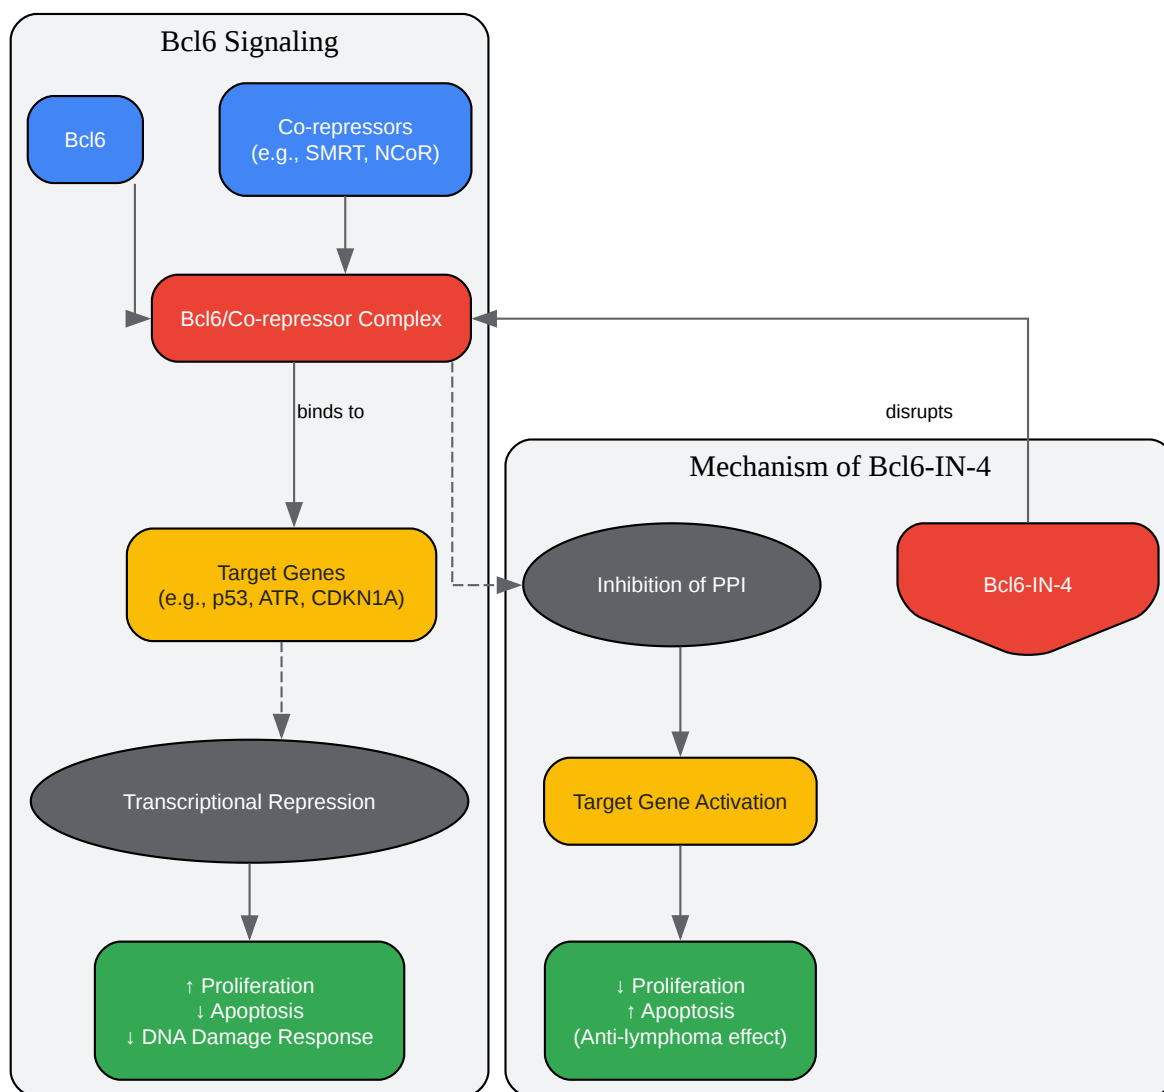 Bcl6 Signaling
Bcl6
Co-repressors
(e.g., SMRT, NCoR)
Bcl6/Co-repressor Complex
binds to
disrupts
Mechanism of Bcl6-IN-4
Target Genes
(e.g., p53, ATR, CDKN1A)
Inhibition of PPI
Bcl6-IN-4
Transcriptional Repression
Target Gene Activation
↑ Proliferation
↓ Apoptosis
↓ DNA Damage Response
↓ Proliferation
↑ Apoptosis
(Anti-lymphoma effect)